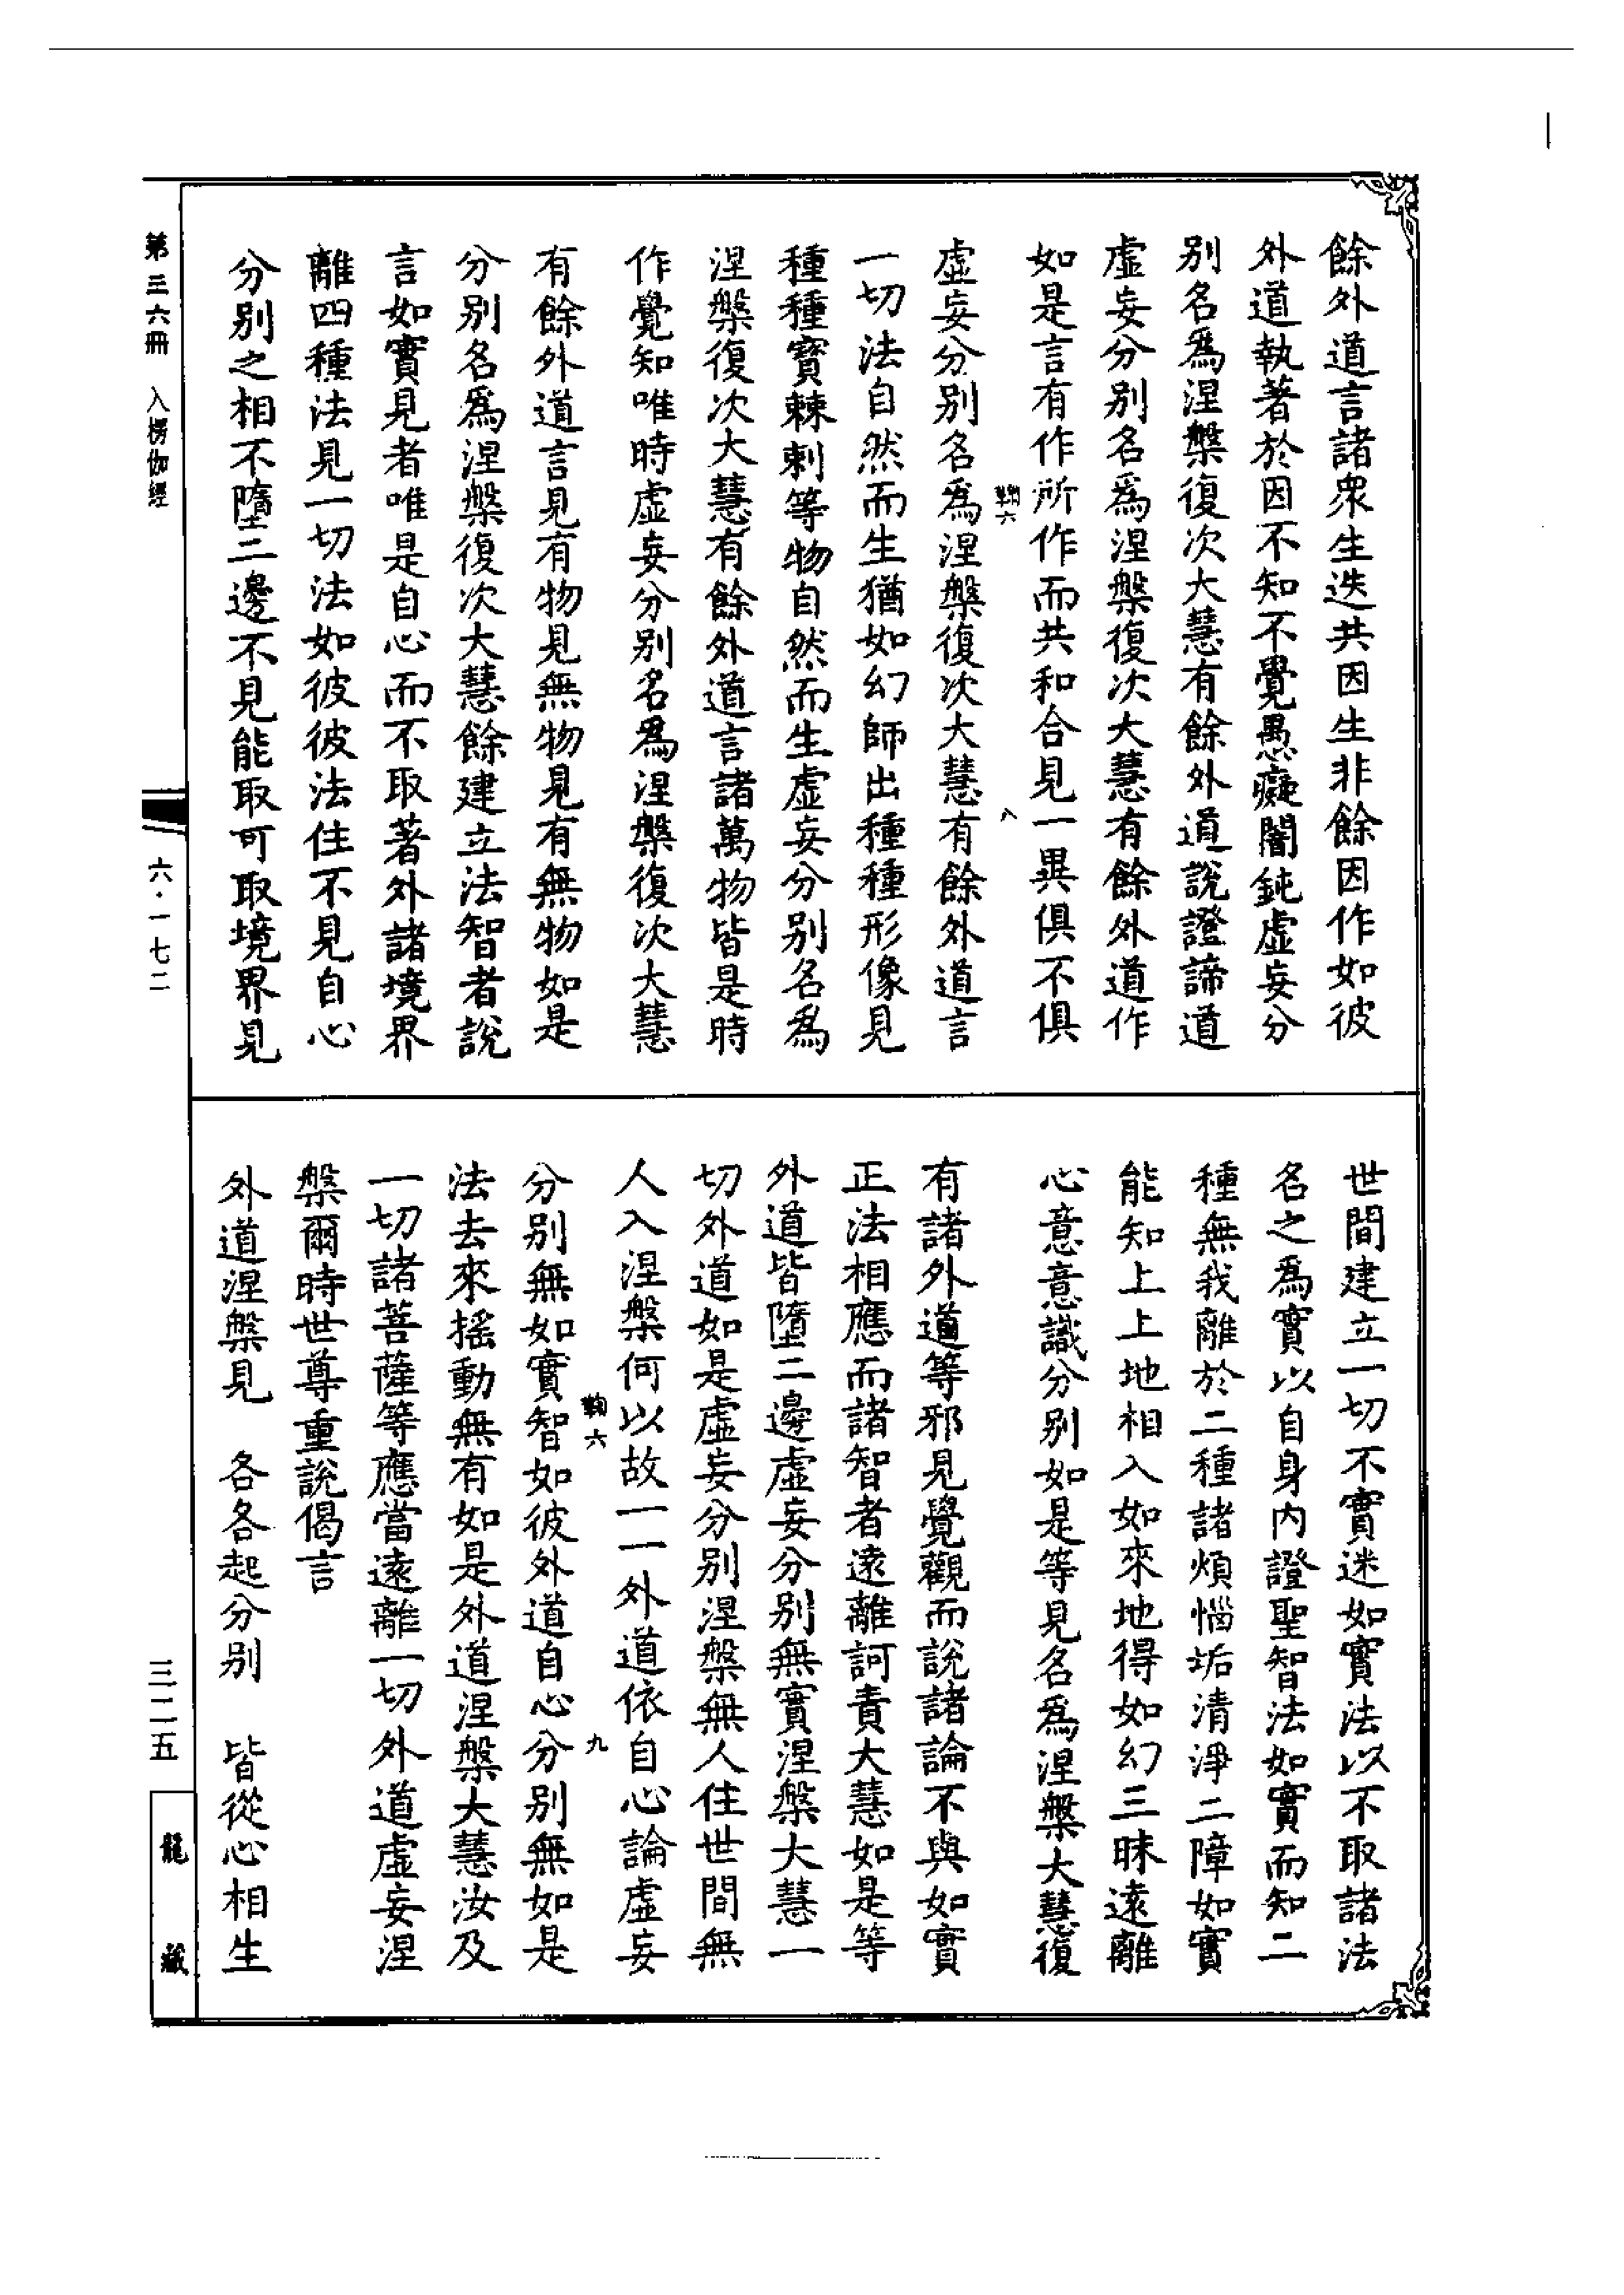 餘外道言諸衆生迭共因生非餘因作如彼
外道執著於因不知不覺愚癡闇鈍虛妄分
別名爲涅槃復次大慧有餘外道說證諦道
虛妄分別名爲涅槃復次大慧有餘外道作
如是言有作所作而共和合見一異俱不俱
鞠六 八
虛妄分別名爲涅槃復次大慧有餘外道言
一切法自然而生猶如幻師出種種形像見
種種寶棘刺等物自然而生虛妄分別名爲
涅槃復次大慧有餘外道言諸萬物皆是時
作覺知唯時虛妄分別名爲涅槃復次大慧
有餘外道言見有物見無物見有無物如是
分別名爲涅槃復次大慧餘建立法智者說
言如實見者唯是自心而不取著外諸境界
離四種法見一切法如彼彼法住不見自心
分別之相不墮二邊不見能取可取境界見
世間建立一切不實迷如實法以不取諸法
名之爲實以自身內證聖智法如實而知二
種無我離於二種諸煩惱垢清淨二障如實
能知上上地相入如來地得如幻三昧遠離
心意意識分別如是等見名爲涅槃大慧復
有諸外道等邪見覺觀而說諸論不與如實
正法相應而諸智者遠離訶責大慧如是等
外道皆墮二邊虛妄分別無實涅槃大慧一
切外道如是虛妄分別涅槃無人住世間無
人入涅槃何以故一一外道依自心論虛妄
鞠六 九
分別無如實智如彼外道自心分別無如是
法去來搖動無有如是外道涅槃大慧汝及
一切諸菩薩等應當遠離一切外道虛妄涅
槃爾時世尊重說偈言
外道涅槃見 各各起分別 皆從心相生
第三六冊 入楞伽經
六·一七二
三二五
龍藏